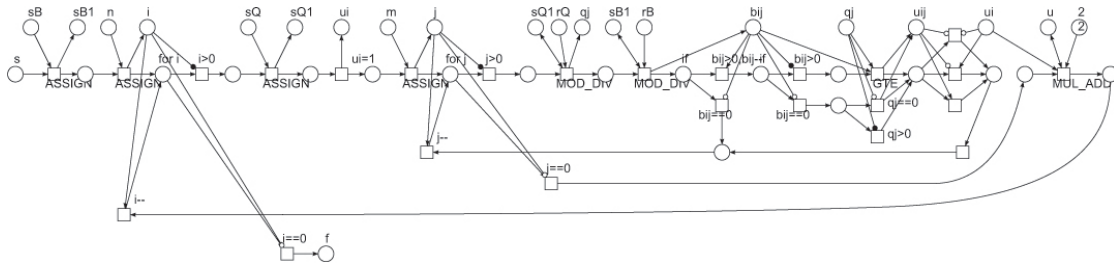 sB sB1 n i sQ sQ1 ui m j sQ1 rQ qj sB1 rB bij qj uij ui u 2
2
s for i i>0 ui=1 for j j>0 if bij>0 bij--if bij>0
ASSIGN ASSIGN ASSIGN ASSIGN MOD_DIV MOD_DIV GTE MUL_ADD
bij==0 bij==0 qj==0
qj>0
j--
j==0
i--
i==0 f